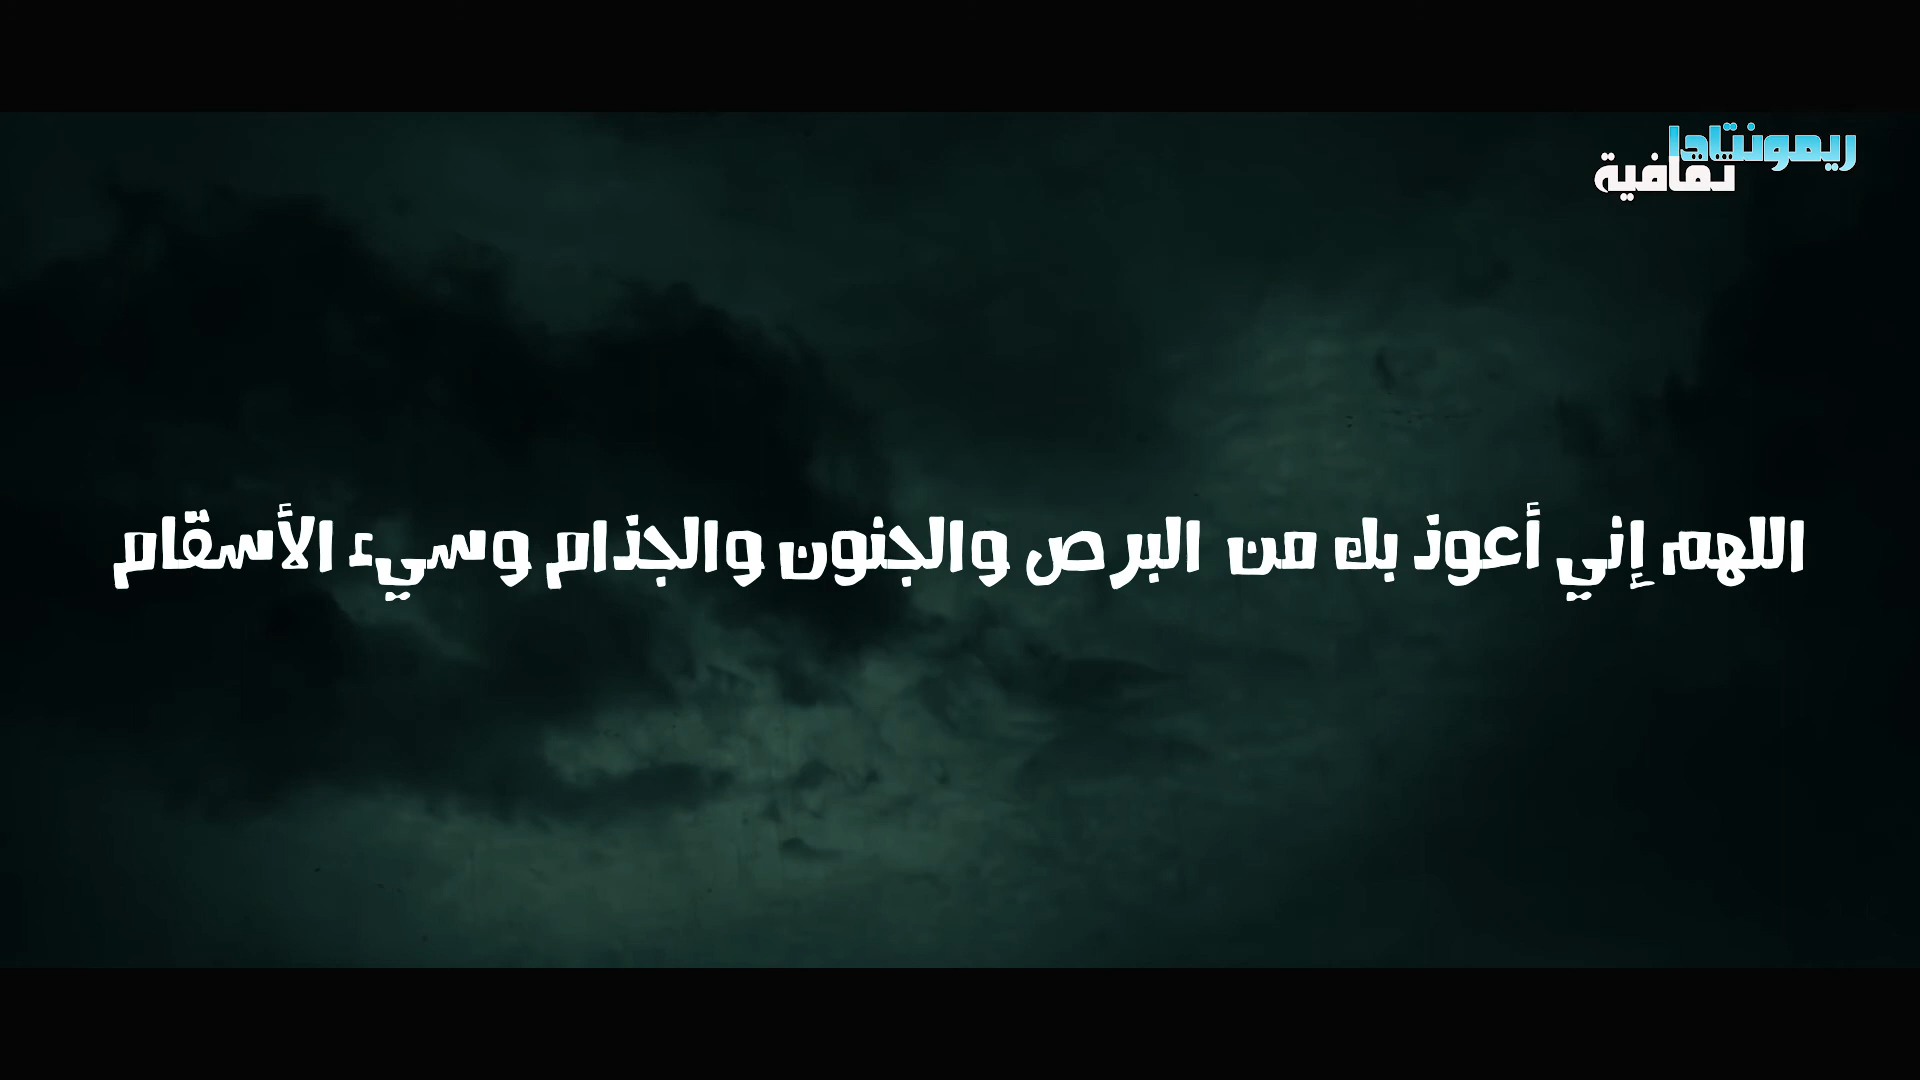 ريمونتادا
ثقافية
اللهم إني أعوذ بك من البرص والجنون والجذام وسيء الأسقام